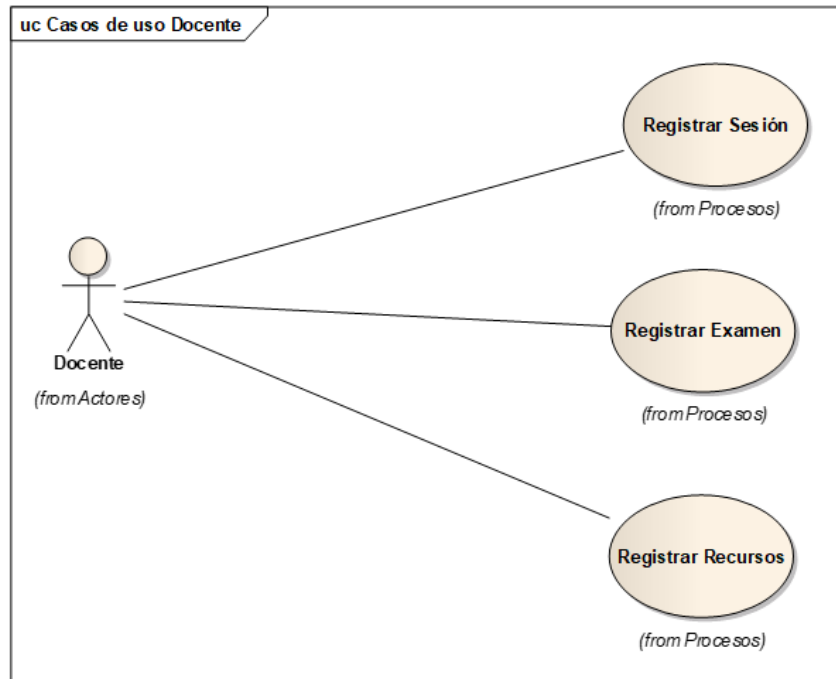 uc Casos de uso Docente
Registrar Sesión
(from Procesos)
Registrar Examen
(from Procesos)
Docente
(from Actores)
Registrar Recursos
(from Procesos)